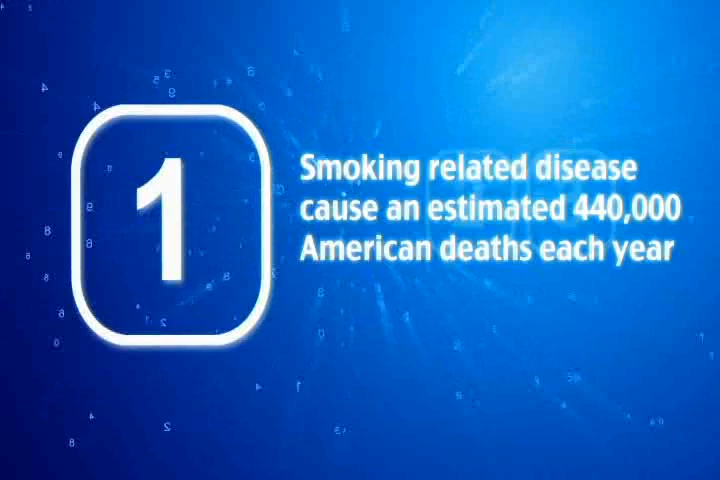 1
Smoking related disease
cause an estimated 440,000
American deaths each year